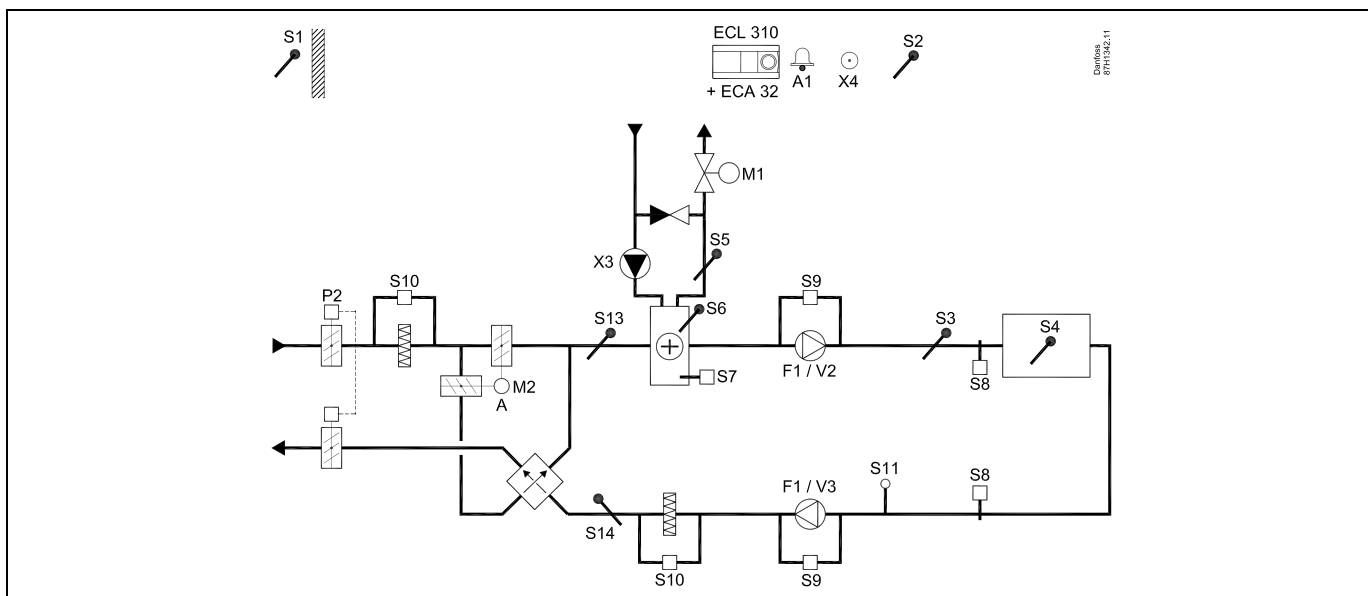 S1
ECL 310
+ ECA 32
A1
X4
S2
Danfoss
87H1342.11
M1
S5
X3
S6
S7
P2
S10
S13
S9
F1 / V2
S3
S4
S8
M2
A
S14
S10
F1 / V3
S9
S11
S8